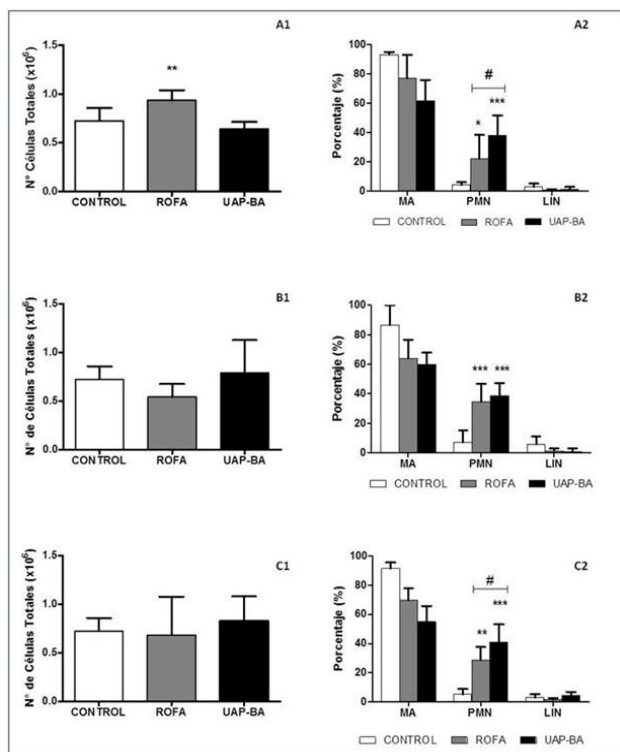 A1
N° Células Totales (x10⁶)
1.5
1.0
0.5
0.0
**
CONTROL ROFA UAP-BA
A2
Porcentaje (%)
100
80
60
40
20
0
#
* ***
MA PMN LIN
CONTROL ROFA UAP-BA
B1
N° de Células Totales (x10⁶)
1.5
1.0
0.5
0.0
CONTROL ROFA UAP-BA
B2
Porcentaje (%)
100
80
60
40
20
0
*** ***
MA PMN LIN
CONTROL ROFA UAP-BA
C1
N° de Células Totales (x10⁶)
1.5
1.0
0.5
0.0
CONTROL ROFA UAP-BA
C2
Porcentaje (%)
100
80
60
40
20
0
#
** ***
MA PMN LIN
CONTROL ROFA UAP-BA